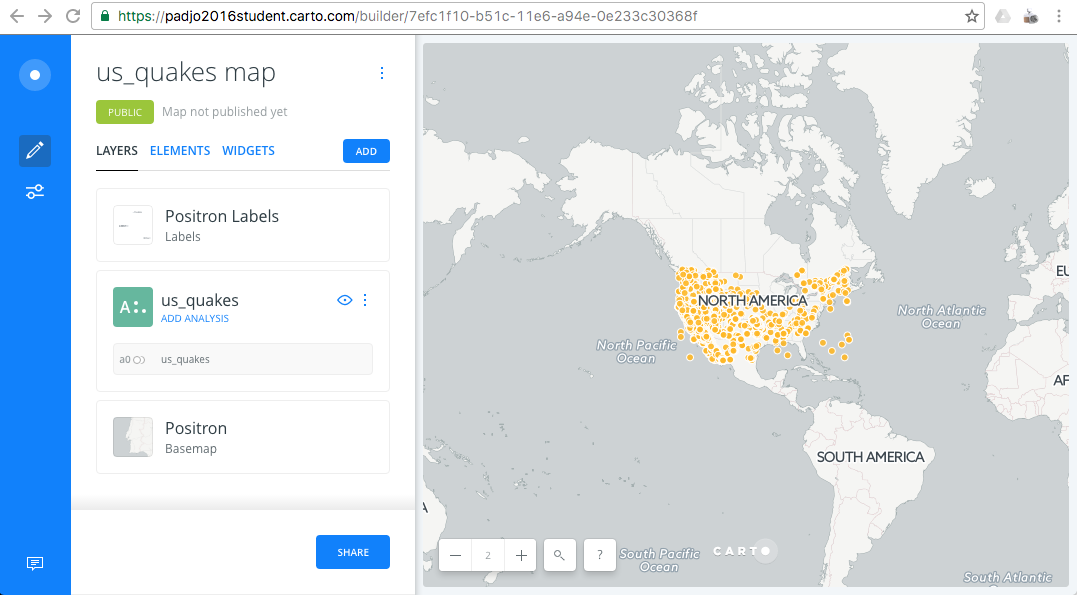 https://padjo2016student.carto.com/builder/7efc1f10-b51c-11e6-a94e-0e233c30368f
us_quakes map
PUBLIC Map not published yet
LAYERS ELEMENTS WIDGETS ADD
Positron Labels
Labels
A
us_quakes
ADD ANALYSIS
a0 us_quakes
Positron
Basemap
SHARE
NORTH AMERICA
North Atlantic
Ocean
North Pacific
Ocean
EU
AF
SOUTH AMERICA
A
2
?
South Pacific
Ocean
CARTO
South Atlantic